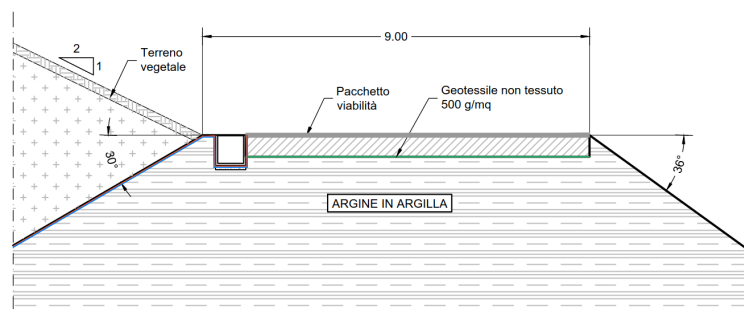 9.00
2
1
Terreno
vegetale
Pacchetto
viabilità
Geotessile non tessuto
500 g/mq
30°
36°
ARGINE IN ARGILLA